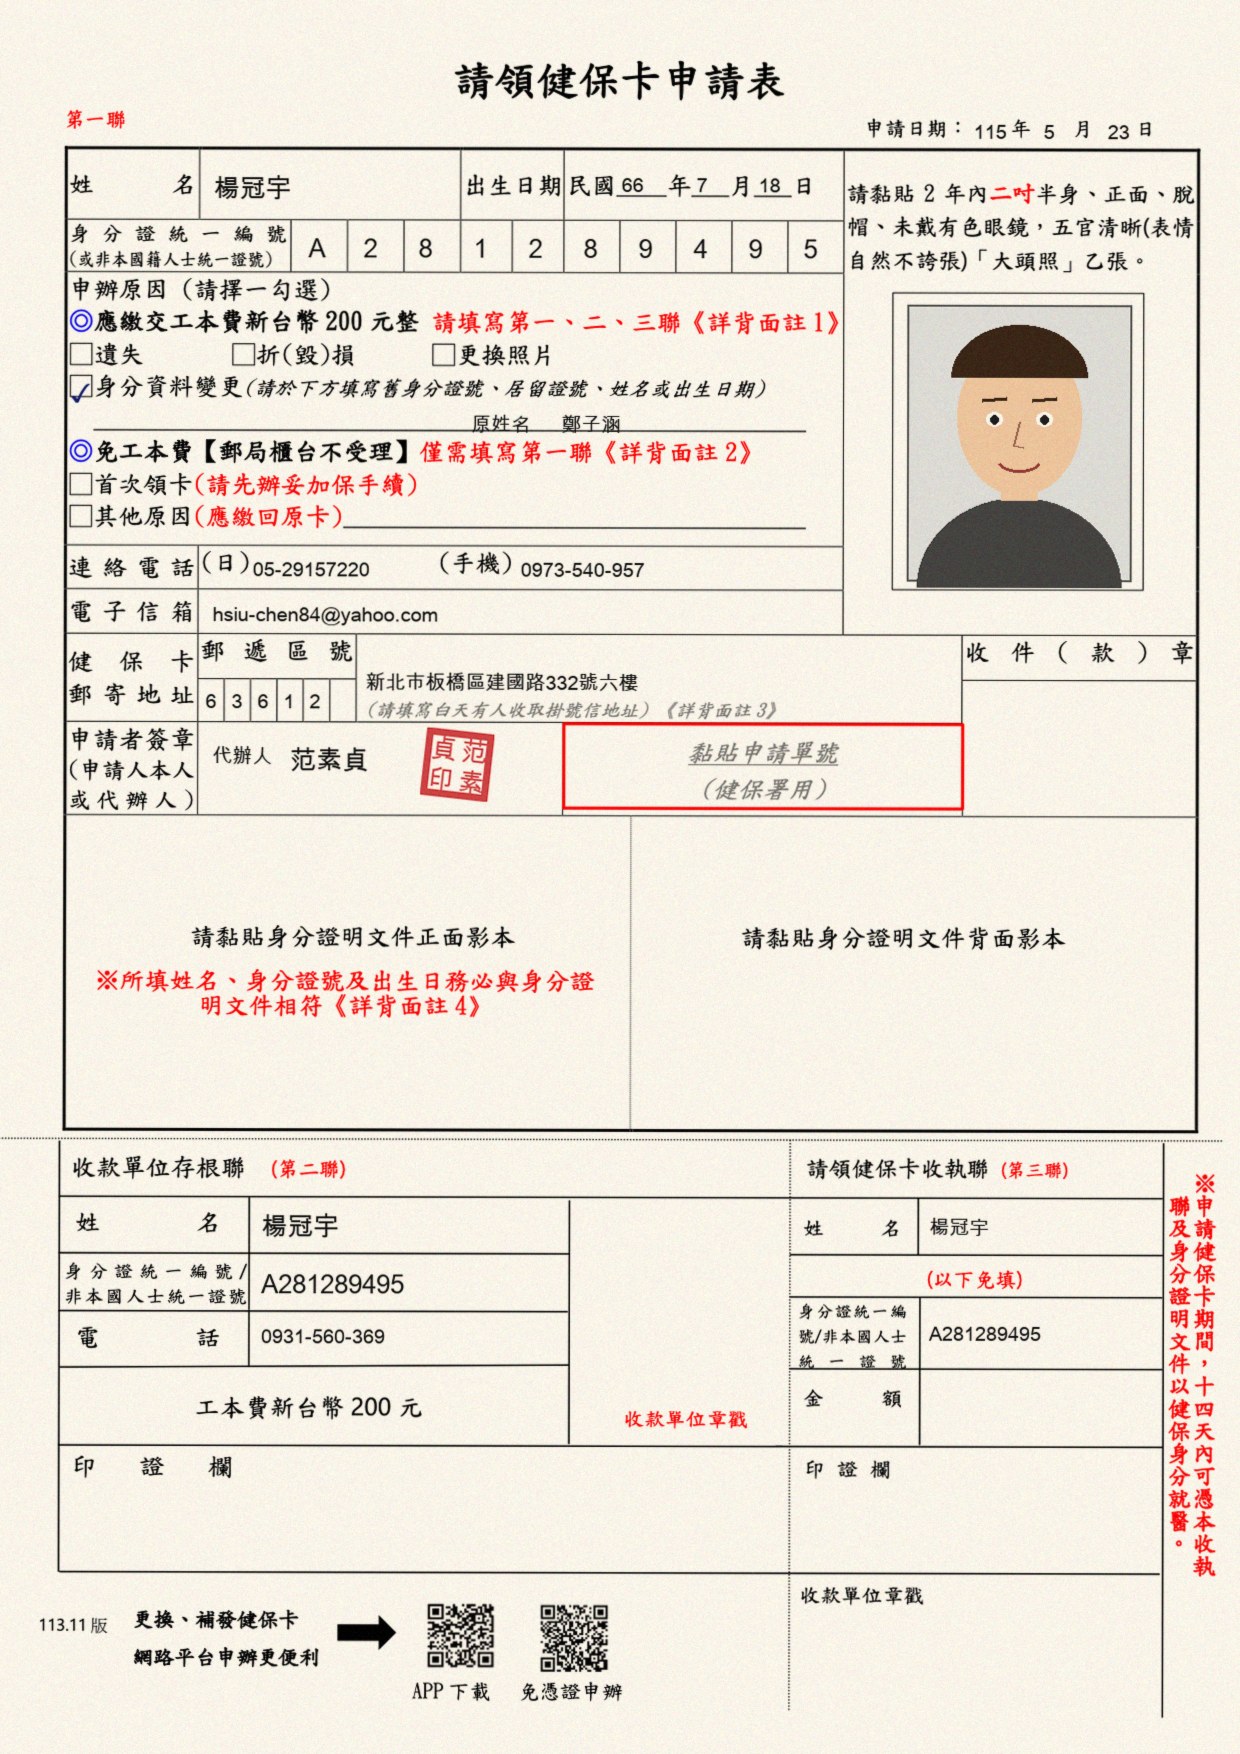 請領健保卡申請表
第一聯
申請日期： 115 年 5 月 23 日
姓名 楊冠宇 出生日期 民國 66 年 7 月 18 日
身分證統一編號
(或非本國籍人士統一證號)
A 2 8 1 2 8 9 4 9 5
請黏貼 2 年內二吋半身、正面、脫
帽、未戴有色眼鏡，五官清晰(表情
自然不誇張)「大頭照」乙張。
申辦原因（請擇一勾選）
◎應繳交工本費新台幣 200 元整 請填寫第一、二、三聯《詳背面註 1》
□遺失 □折(毀)損 □更換照片
☑身分資料變更(請於下方填寫舊身分證號、居留證號、姓名或出生日期)
原姓名 鄭子涵
◎免工本費【郵局櫃台不受理】僅需填寫第一聯《詳背面註 2》
□首次領卡(請先辦妥加保手續)
□其他原因(應繳回原卡)
連絡電話 (日) 05-29157220 (手機) 0973-540-957
電子信箱 hsiu-chen84@yahoo.com
健保卡
郵寄地址
郵遞區號
6 3 6 1 2
新北市板橋區建國路332號六樓
(請填寫白天有人收取掛號信地址)《詳背面註 3》
收件(款)章
申請者簽章
(申請人本人
或代辦人)
代辦人 范素貞
范素貞印
黏貼申請單號
(健保署用)
請黏貼身分證明文件正面影本
※所填姓名、身分證號及出生日務必與身分證
明文件相符《詳背面註 4》
請黏貼身分證明文件背面影本
收款單位存根聯 (第二聯)
姓名 楊冠宇
身分證統一編號/
非本國人士統一證號
A281289495
電話 0931-560-369
工本費新台幣 200 元
收款單位章戳
印證欄
請領健保卡收執聯 (第三聯)
姓名 楊冠宇
(以下免填)
身分證統一編
號/非本國人士
統一證號
A281289495
金額
印證欄
收款單位章戳
※申請健保卡期間，十四天內可憑本收執
聯及身分證明文件以健保身分就醫。
113.11 版
更換、補發健保卡
網路平台申辦更便利
APP 下載
免憑證申辦